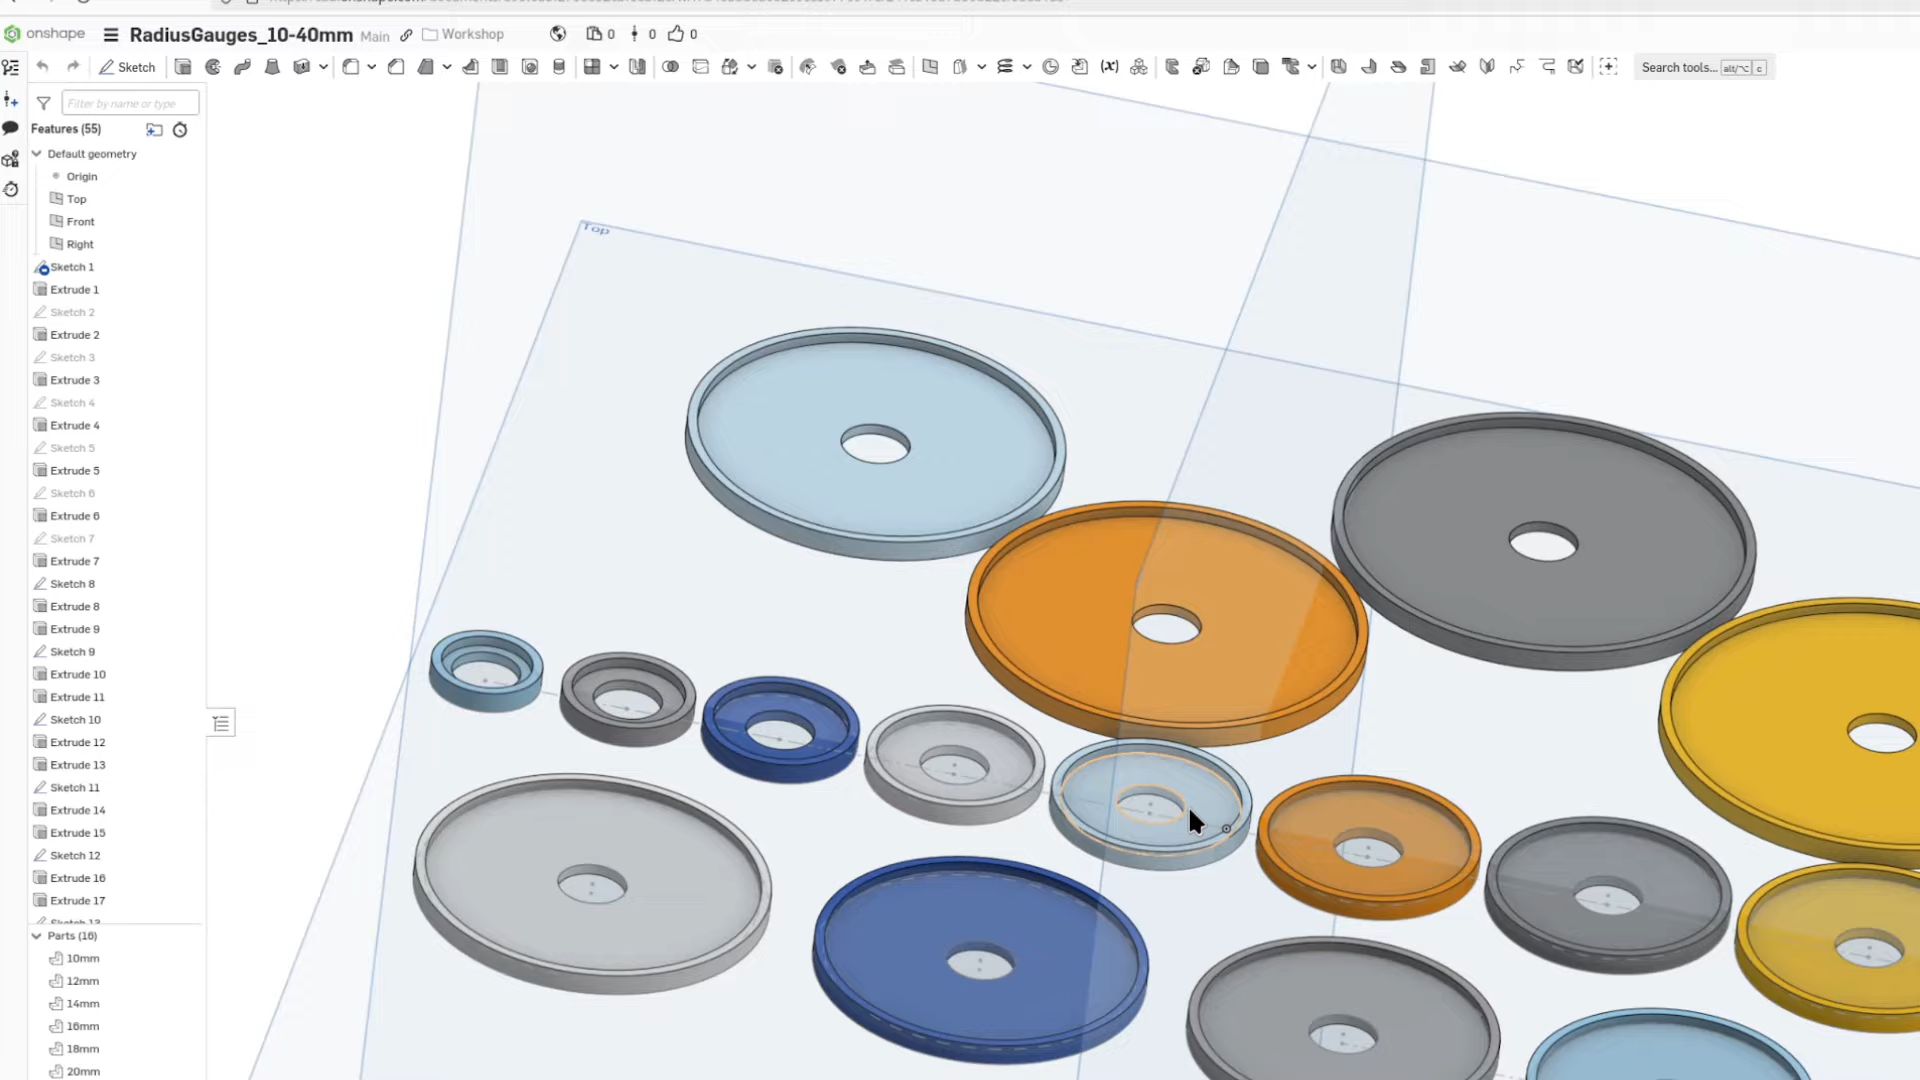 onshape
RadiusGauges_10-40mm
Main
Workshop
0
0
0
Sketch
(x)
Search tools...
alt/⌥
c
Filter by name or type
Features (55)
Default geometry
Origin
Top
Front
Right
Sketch 1
Extrude 1
Sketch 2
Extrude 2
Sketch 3
Extrude 3
Sketch 4
Extrude 4
Sketch 5
Extrude 5
Sketch 6
Extrude 6
Sketch 7
Extrude 7
Sketch 8
Extrude 8
Extrude 9
Sketch 9
Extrude 10
Extrude 11
Sketch 10
Extrude 12
Extrude 13
Sketch 11
Extrude 14
Extrude 15
Sketch 12
Extrude 16
Extrude 17
Sketch 13
Parts (16)
10mm
12mm
14mm
16mm
18mm
20mm
Top